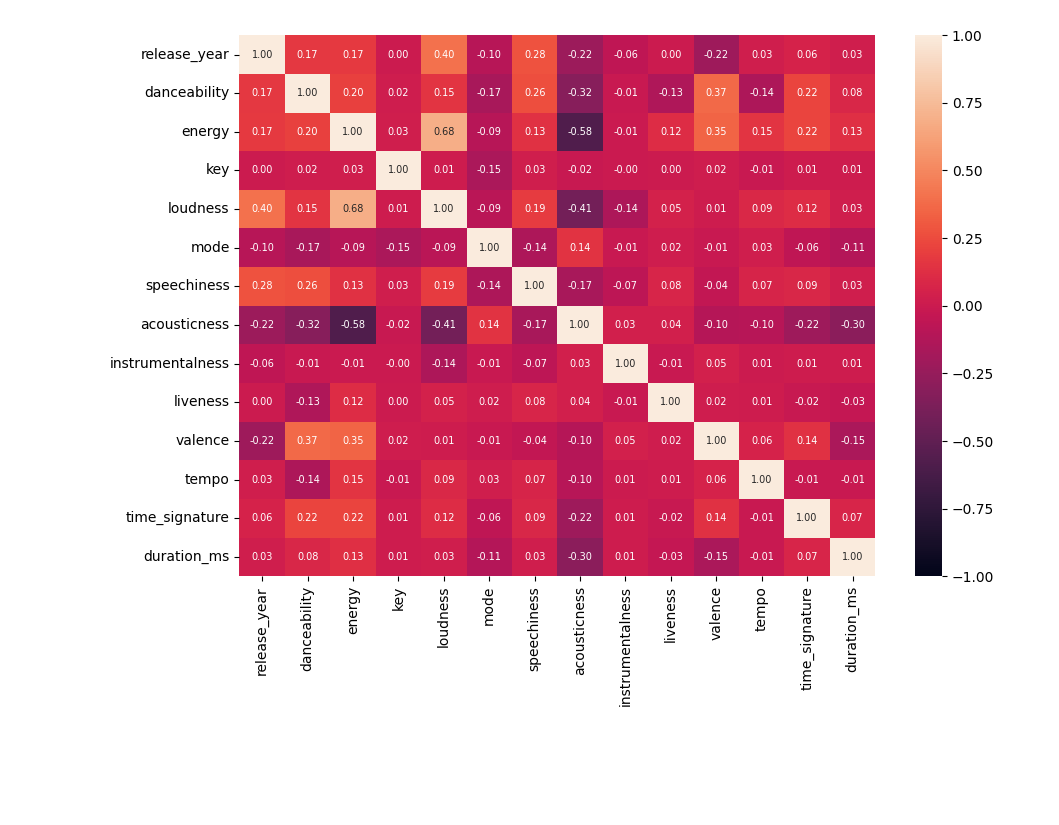 release_year 1.00 0.17 0.17 0.00 0.40 -0.10 0.28 -0.22 -0.06 0.00 -0.22 0.03 0.06 0.03
danceability 0.17 1.00 0.20 0.02 0.15 -0.17 0.26 -0.32 -0.01 -0.13 0.37 -0.14 0.22 0.08
energy 0.17 0.20 1.00 0.03 0.68 -0.09 0.13 -0.58 -0.01 0.12 0.35 0.15 0.22 0.13
key 0.00 0.02 0.03 1.00 0.01 -0.15 0.03 -0.02 -0.00 0.00 0.02 -0.01 0.01 0.01
loudness 0.40 0.15 0.68 0.01 1.00 -0.09 0.19 -0.41 -0.14 0.05 0.01 0.09 0.12 0.03
mode -0.10 -0.17 -0.09 -0.15 -0.09 1.00 -0.14 0.14 -0.01 0.02 -0.01 0.03 -0.06 -0.11
speechiness 0.28 0.26 0.13 0.03 0.19 -0.14 1.00 -0.17 -0.07 0.08 -0.04 0.07 0.09 0.03
acousticness -0.22 -0.32 -0.58 -0.02 -0.41 0.14 -0.17 1.00 0.03 0.04 -0.10 -0.10 -0.22 -0.30
instrumentalness -0.06 -0.01 -0.01 -0.00 -0.14 -0.01 -0.07 0.03 1.00 -0.01 0.05 0.01 0.01 0.01
liveness 0.00 -0.13 0.12 0.00 0.05 0.02 0.08 0.04 -0.01 1.00 0.02 0.01 -0.02 -0.03
valence -0.22 0.37 0.35 0.02 0.01 -0.01 -0.04 -0.10 0.05 0.02 1.00 0.06 0.14 -0.15
tempo 0.03 -0.14 0.15 -0.01 0.09 0.03 0.07 -0.10 0.01 0.01 0.06 1.00 -0.01 -0.01
time_signature 0.06 0.22 0.22 0.01 0.12 -0.06 0.09 -0.22 0.01 -0.02 0.14 -0.01 1.00 0.07
duration_ms 0.03 0.08 0.13 0.01 0.03 -0.11 0.03 -0.30 0.01 -0.03 -0.15 -0.01 0.07 1.00
release_year
danceability
energy
key
loudness
mode
speechiness
acousticness
instrumentalness
liveness
valence
tempo
time_signature
duration_ms
1.00
0.75
0.50
0.25
0.00
−0.25
−0.50
−0.75
−1.00